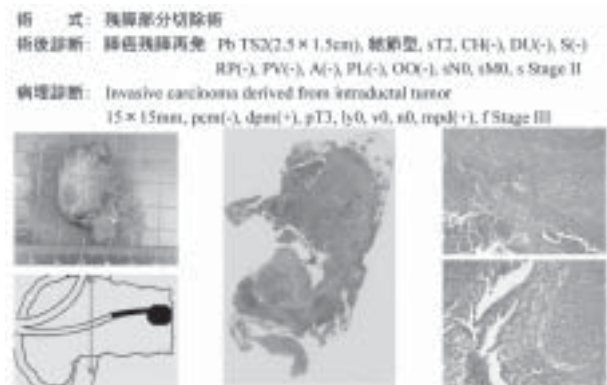 術　式：　残膵部分切除術
術後診断：　膵癌残膵再発　Pb TS2(2.5 × 1.5cm), 結節型, sT2, CH(-), DU(-), S(-)
RP(-), PV(-), A(-), PL(-), OO(-), sN0, sM0, s Stage II
病理診断：　Invasive carcinoma derived from intraductal tumor
15 × 15mm, pcm(-), dpm(+), pT3, ly0, v0, n0, mpd(+), f Stage III